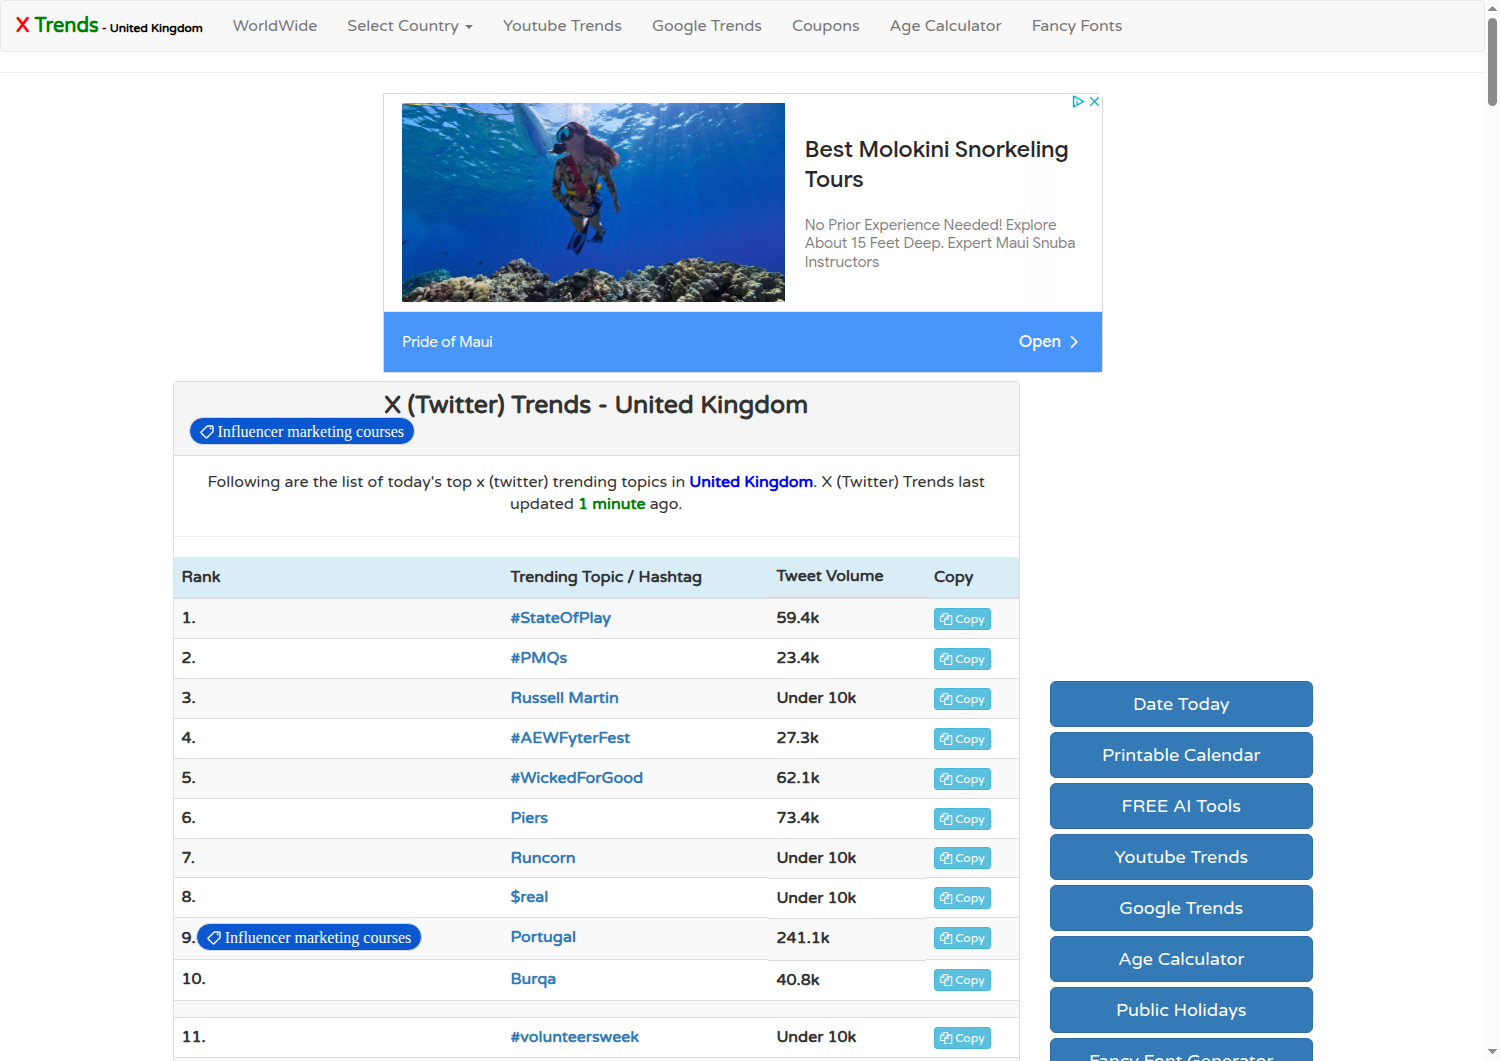 X Trends - United Kingdom WorldWide Select Country Youtube Trends Google Trends Coupons Age Calculator Fancy Fonts
Best Molokini Snorkeling
Tours
No Prior Experience Needed! Explore
About 15 Feet Deep. Expert Maui Snuba
Instructors
Pride of Maui Open
X (Twitter) Trends - United Kingdom
Influencer marketing courses
Following are the list of today's top x (twitter) trending topics in United Kingdom. X (Twitter) Trends last
updated 1 minute ago.
Rank Trending Topic / Hashtag Tweet Volume Copy
1. #StateOfPlay 59.4k Copy
2. #PMQs 23.4k Copy
3. Russell Martin Under 10k Copy
4. #AEWFyterFest 27.3k Copy
5. #WickedForGood 62.1k Copy
6. Piers 73.4k Copy
7. Runcorn Under 10k Copy
8. $real Under 10k Copy
9. Influencer marketing courses Portugal 241.1k Copy
10. Burqa 40.8k Copy
11. #volunteersweek Under 10k Copy
Date Today
Printable Calendar
FREE AI Tools
Youtube Trends
Google Trends
Age Calculator
Public Holidays
Fancy Font Generator